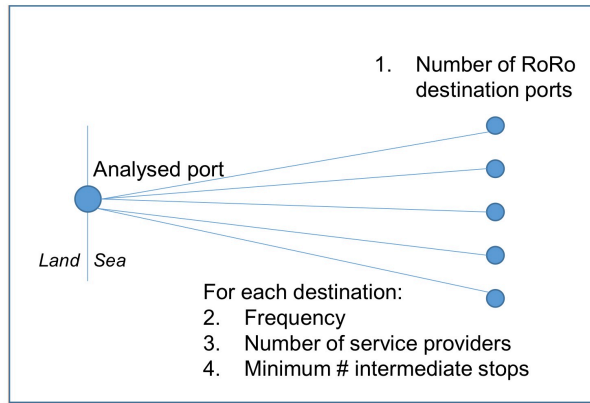 1. Number of RoRo
destination ports
Analysed port
Land Sea
For each destination:
2. Frequency
3. Number of service providers
4. Minimum # intermediate stops